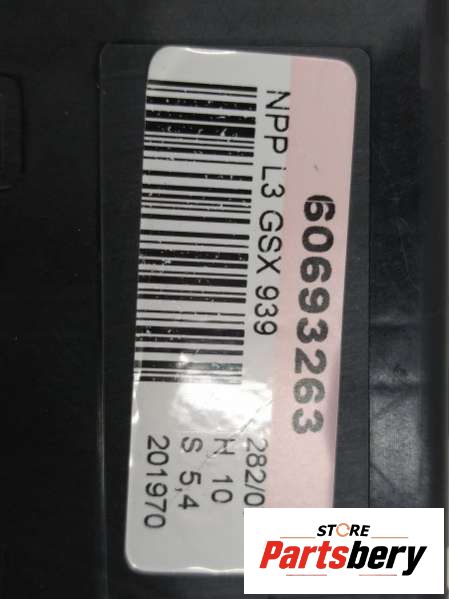 60693263
NPP L3 GSX 939
282/0
H 10
S 5,4
201970
STORE
Partsbery